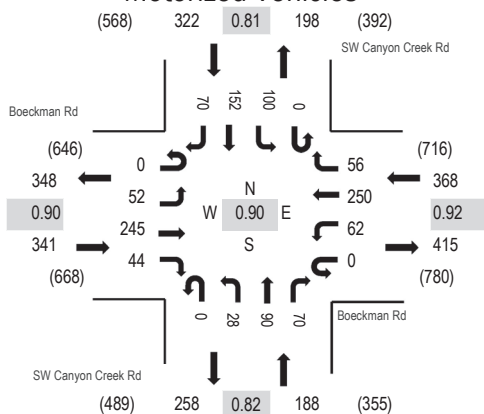 Motorized Vehicles
(568) 322 0.81 198 (392)
SW Canyon Creek Rd
70 152 100 0
Boeckman Rd
(646)
348
0
56
(716)
368
52
250
N
0.90
W 0.90 E
0.92
245
62
S
341
44
0
415
(668)
(780)
0 28 90 70
Boeckman Rd
SW Canyon Creek Rd
(489) 258 0.82 188 (355)